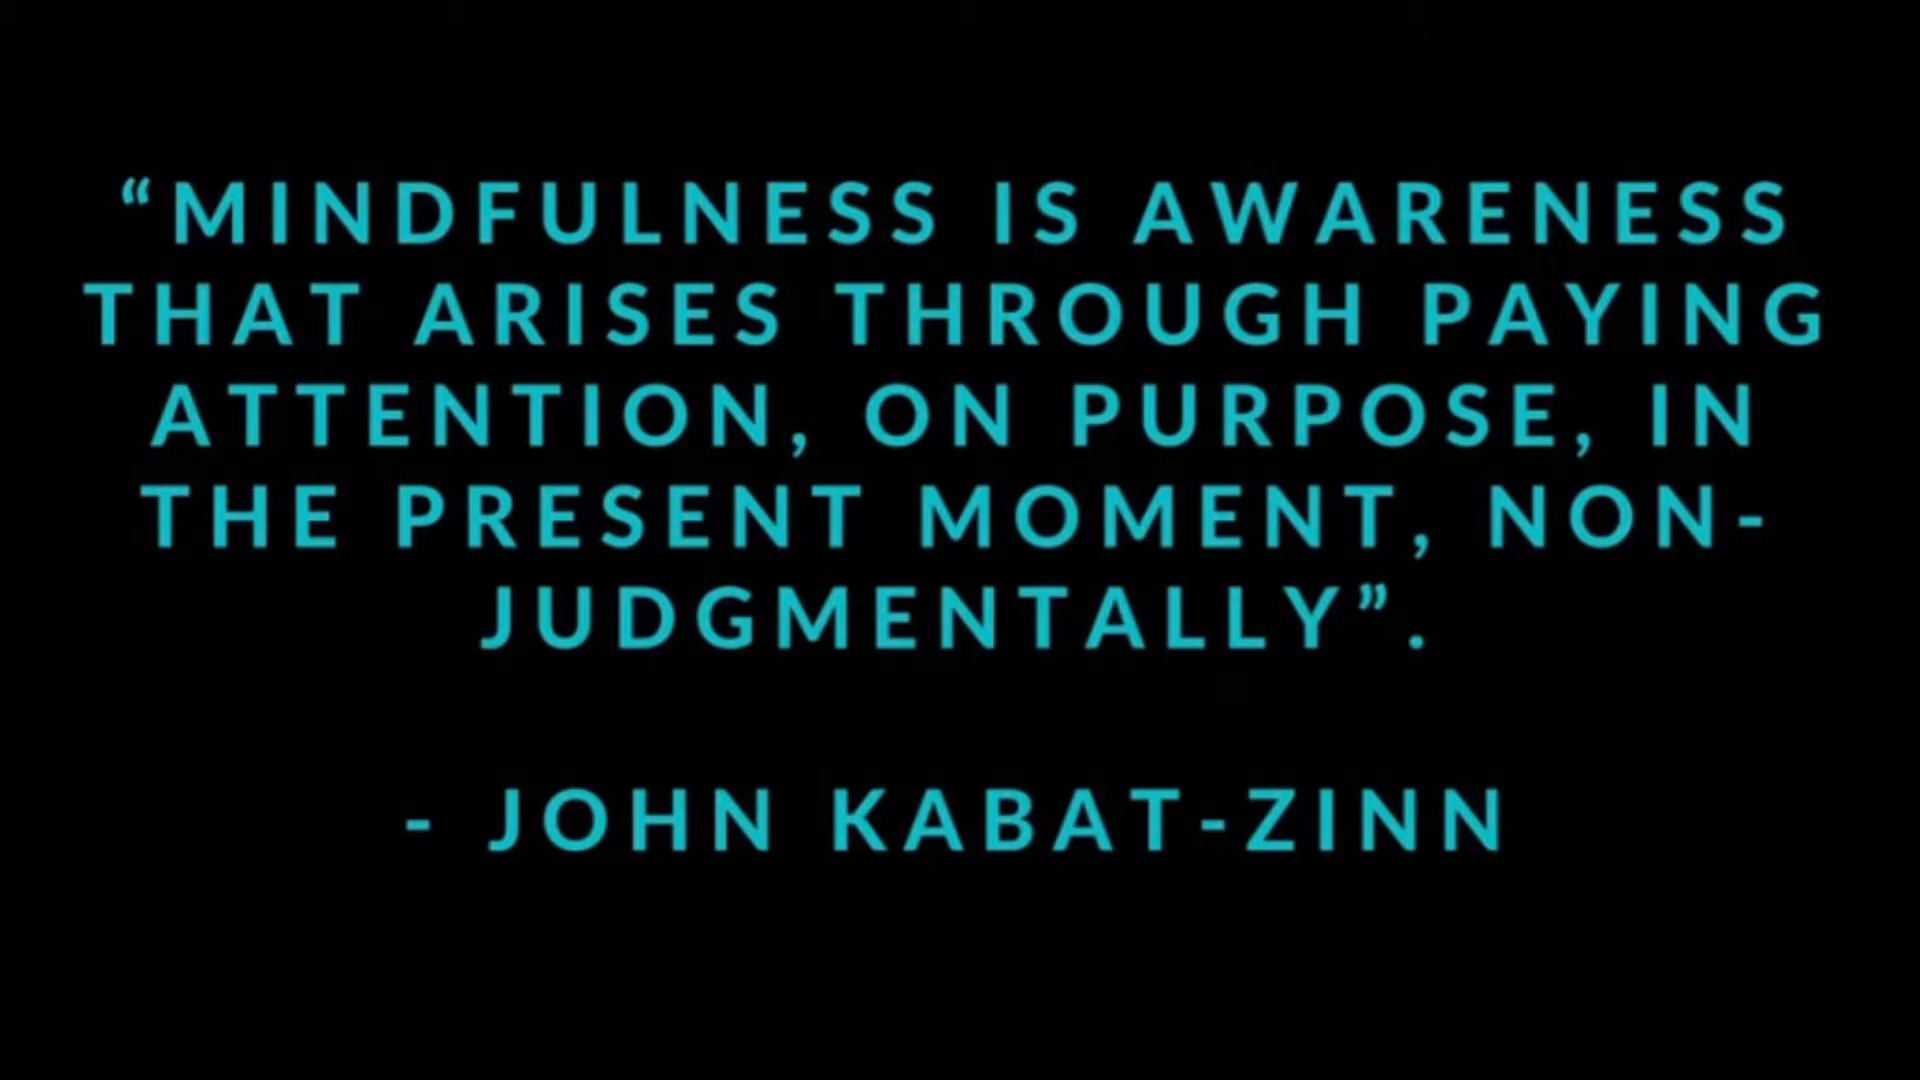 “MINDFULNESS IS AWARENESS
THAT ARISES THROUGH PAYING
ATTENTION, ON PURPOSE, IN
THE PRESENT MOMENT, NON-
JUDGMENTALLY”.
- JOHN KABAT-ZINN